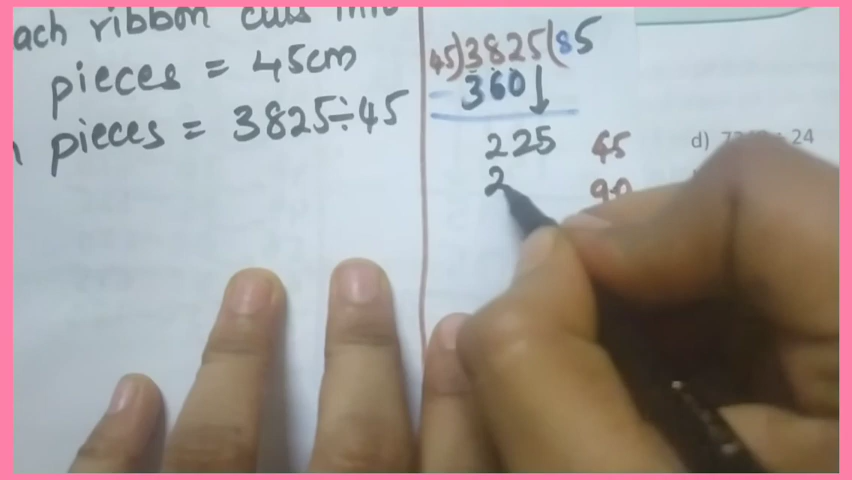 ach ribbon cuts into
pieces = 45cm
pieces = 3825÷45
45)3825(85
360↓
225
2
45
90
d) 24